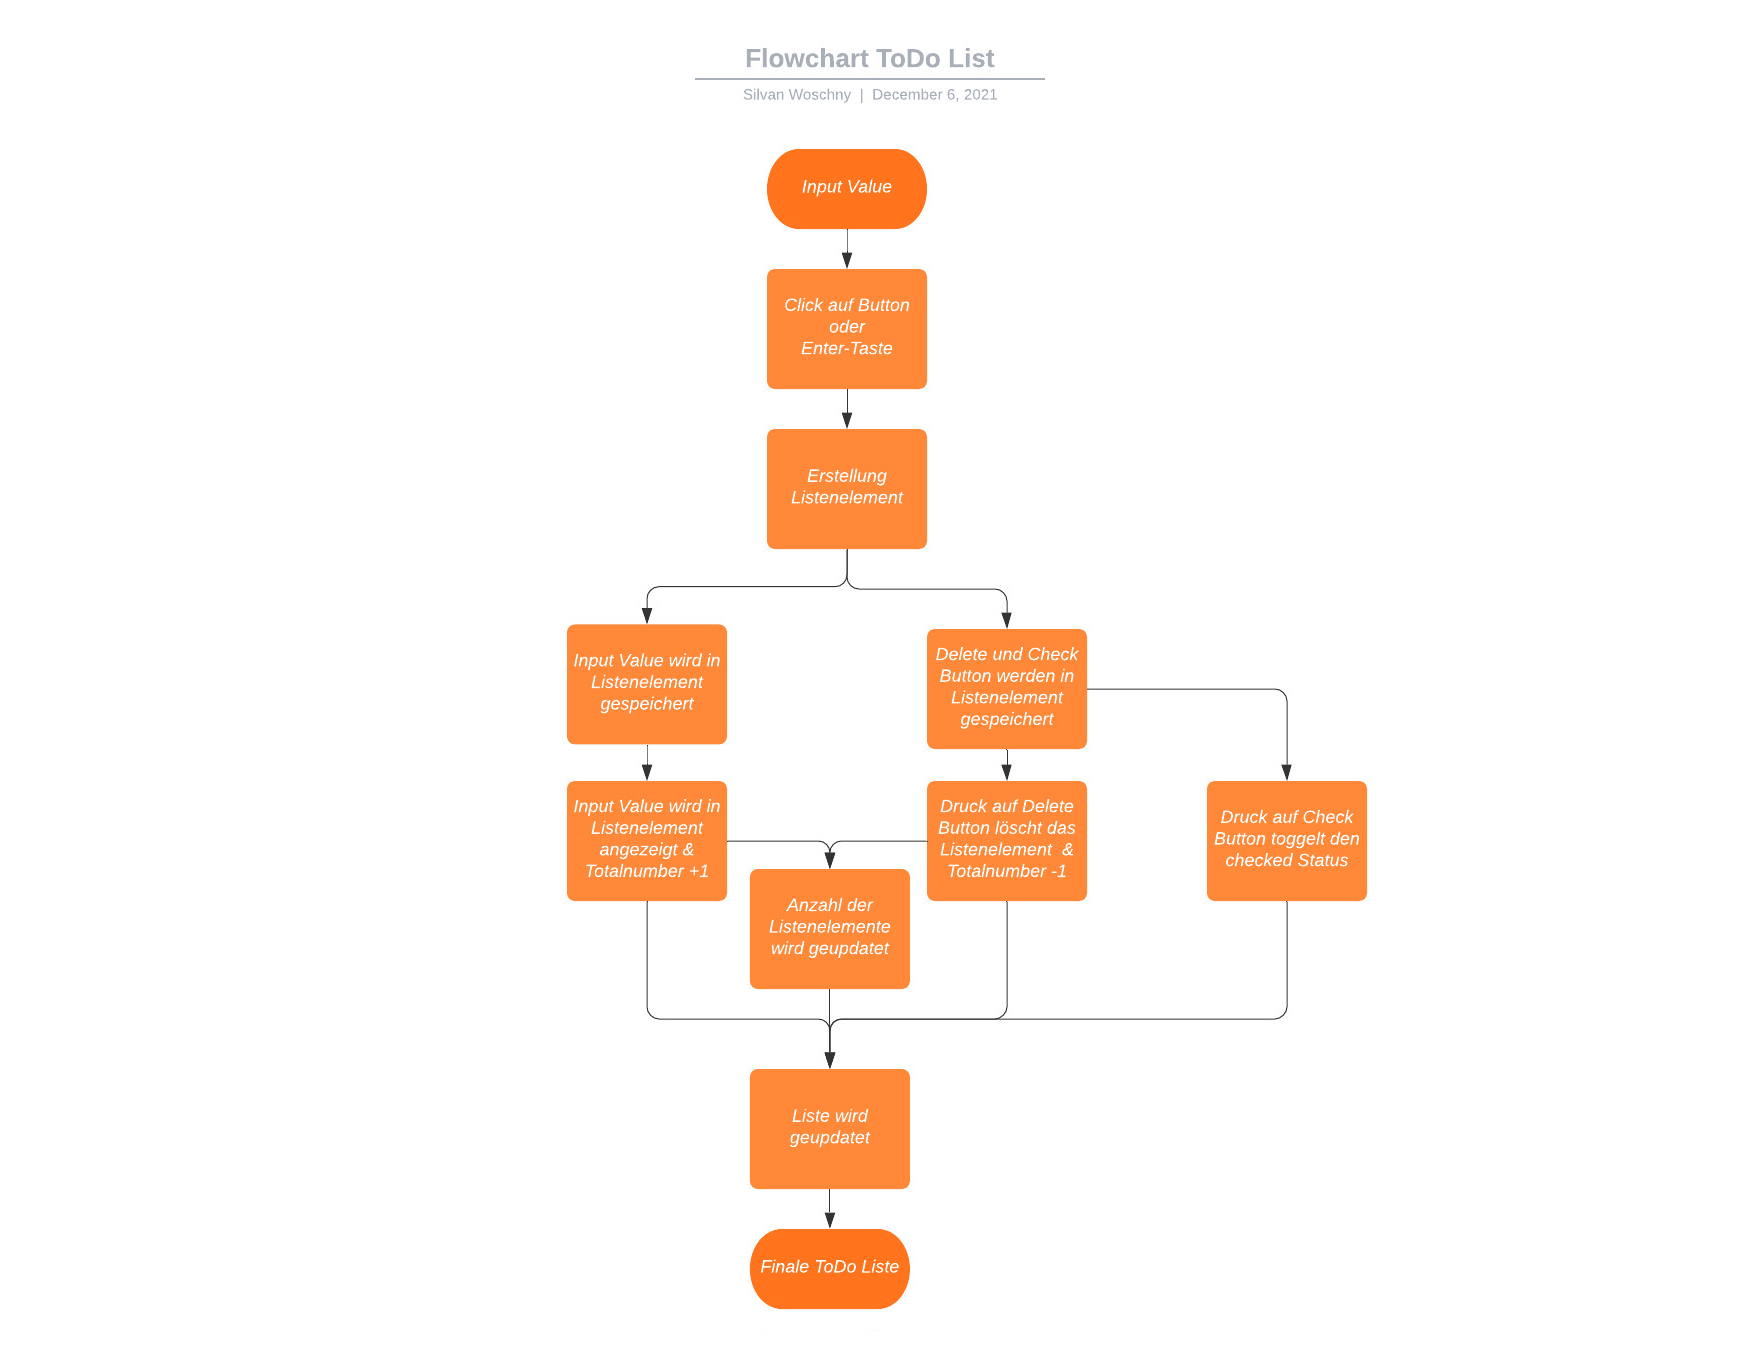 Flowchart ToDo List
Silvan Woschny | December 6, 2021
Input Value
Click auf Button
oder
Enter-Taste
Erstellung
Listenelement
Input Value wird in
Listenelement
gespeichert
Delete und Check
Button werden in
Listenelement
gespeichert
Input Value wird in
Listenelement
angezeigt &
Totalnumber +1
Druck auf Delete
Button löscht das
Listenelement &
Totalnumber -1
Druck auf Check
Button toggelt den
checked Status
Anzahl der
Listenelemente
wird geupdatet
Liste wird
geupdatet
Finale ToDo Liste